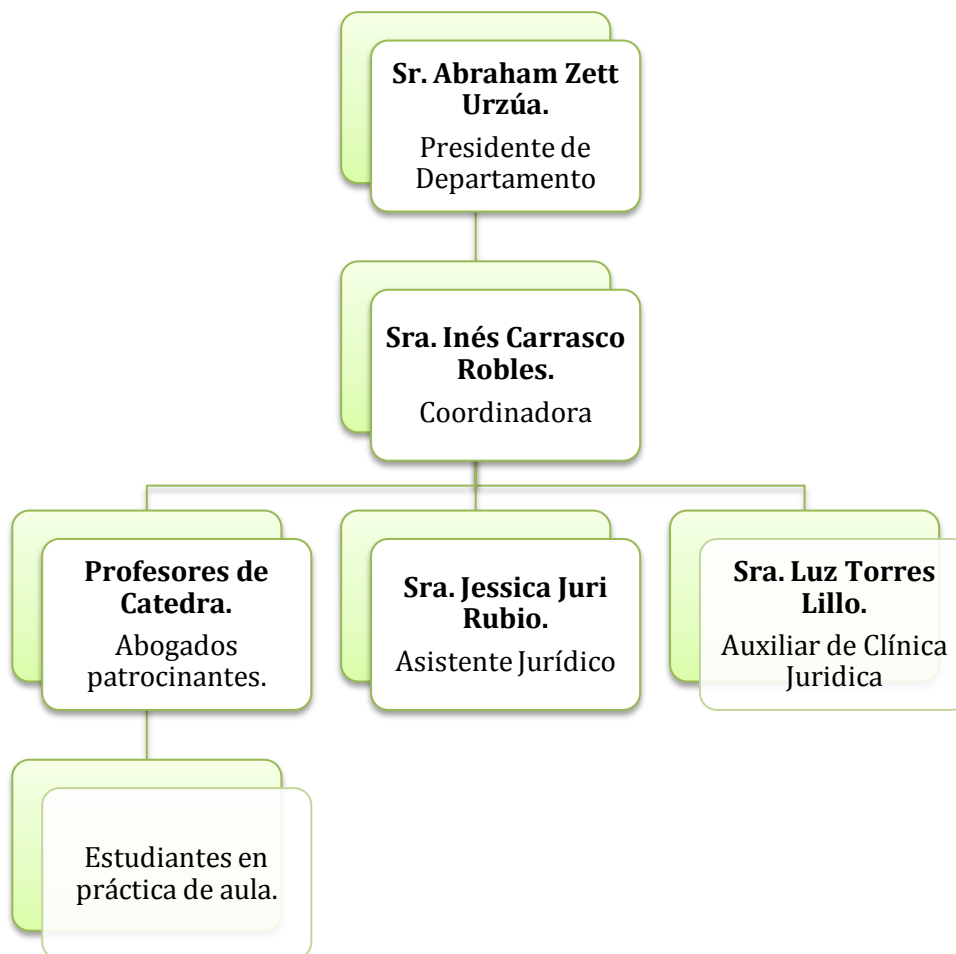 Sr. Abraham Zett
Urzúa.
Presidente de
Departamento
Sra. Inés Carrasco
Robles.
Coordinadora
Profesores de
Catedra.
Abogados
patrocinantes.
Sra. Jessica Juri
Rubio.
Asistente Jurídico
Sra. Luz Torres
Lillo.
Auxiliar de Clínica
Juridica
Estudiantes en
práctica de aula.